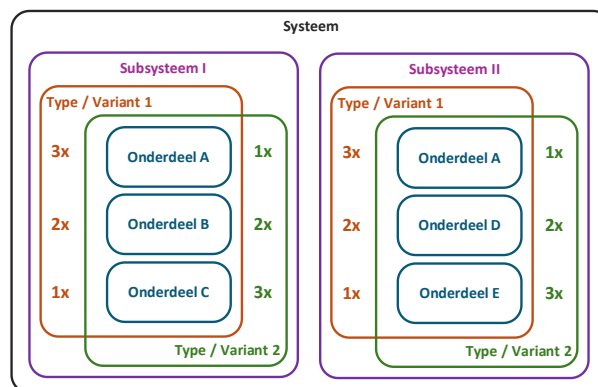 Systeem
Subsysteem I
Type / Variant 1
3x
Onderdeel A
1x
2x
Onderdeel B
2x
1x
Onderdeel C
3x
Type / Variant 2
Subsysteem II
Type / Variant 1
3x
Onderdeel A
1x
2x
Onderdeel D
2x
1x
Onderdeel E
3x
Type / Variant 2